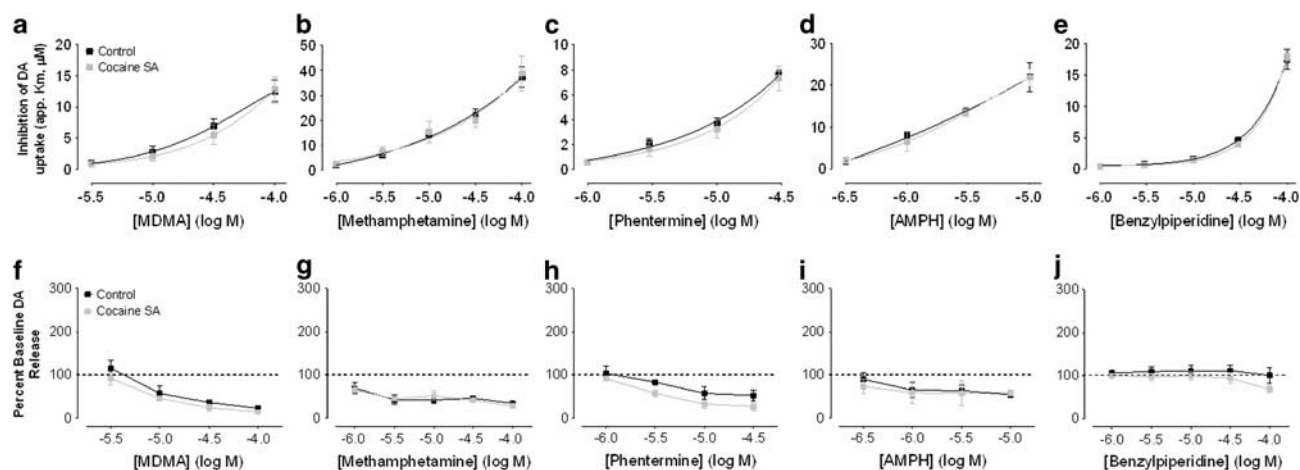 a
b
c
d
e
Inhibition of DA
uptake (app. Km, µM)
Control
Cocaine SA
20
15
10
5
0
-5.5 -5.0 -4.5 -4.0
[MDMA] (log M)
50
40
30
20
10
0
-6.0 -5.5 -5.0 -4.5 -4.0
[Methamphetamine] (log M)
10
8
6
4
2
0
-6.0 -5.5 -5.0 -4.5
[Phentermine] (log M)
30
20
10
0
-6.5 -6.0 -5.5 -5.0
[AMPH] (log M)
20
15
10
5
0
-6.0 -5.5 -5.0 -4.5 -4.0
[Benzylpiperidine] (log M)
f
g
h
i
j
Percent Baseline DA
Release
Control
Cocaine SA
300
200
100
0
-5.5 -5.0 -4.5 -4.0
[MDMA] (log M)
300
200
100
0
-6.0 -5.5 -5.0 -4.5 -4.0
[Methamphetamine] (log M)
300
200
100
0
-6.0 -5.5 -5.0 -4.5
[Phentermine] (log M)
300
200
100
0
-6.5 -6.0 -5.5 -5.0
[AMPH] (log M)
300
200
100
0
-6.0 -5.5 -5.0 -4.5 -4.0
[Benzylpiperidine] (log M)